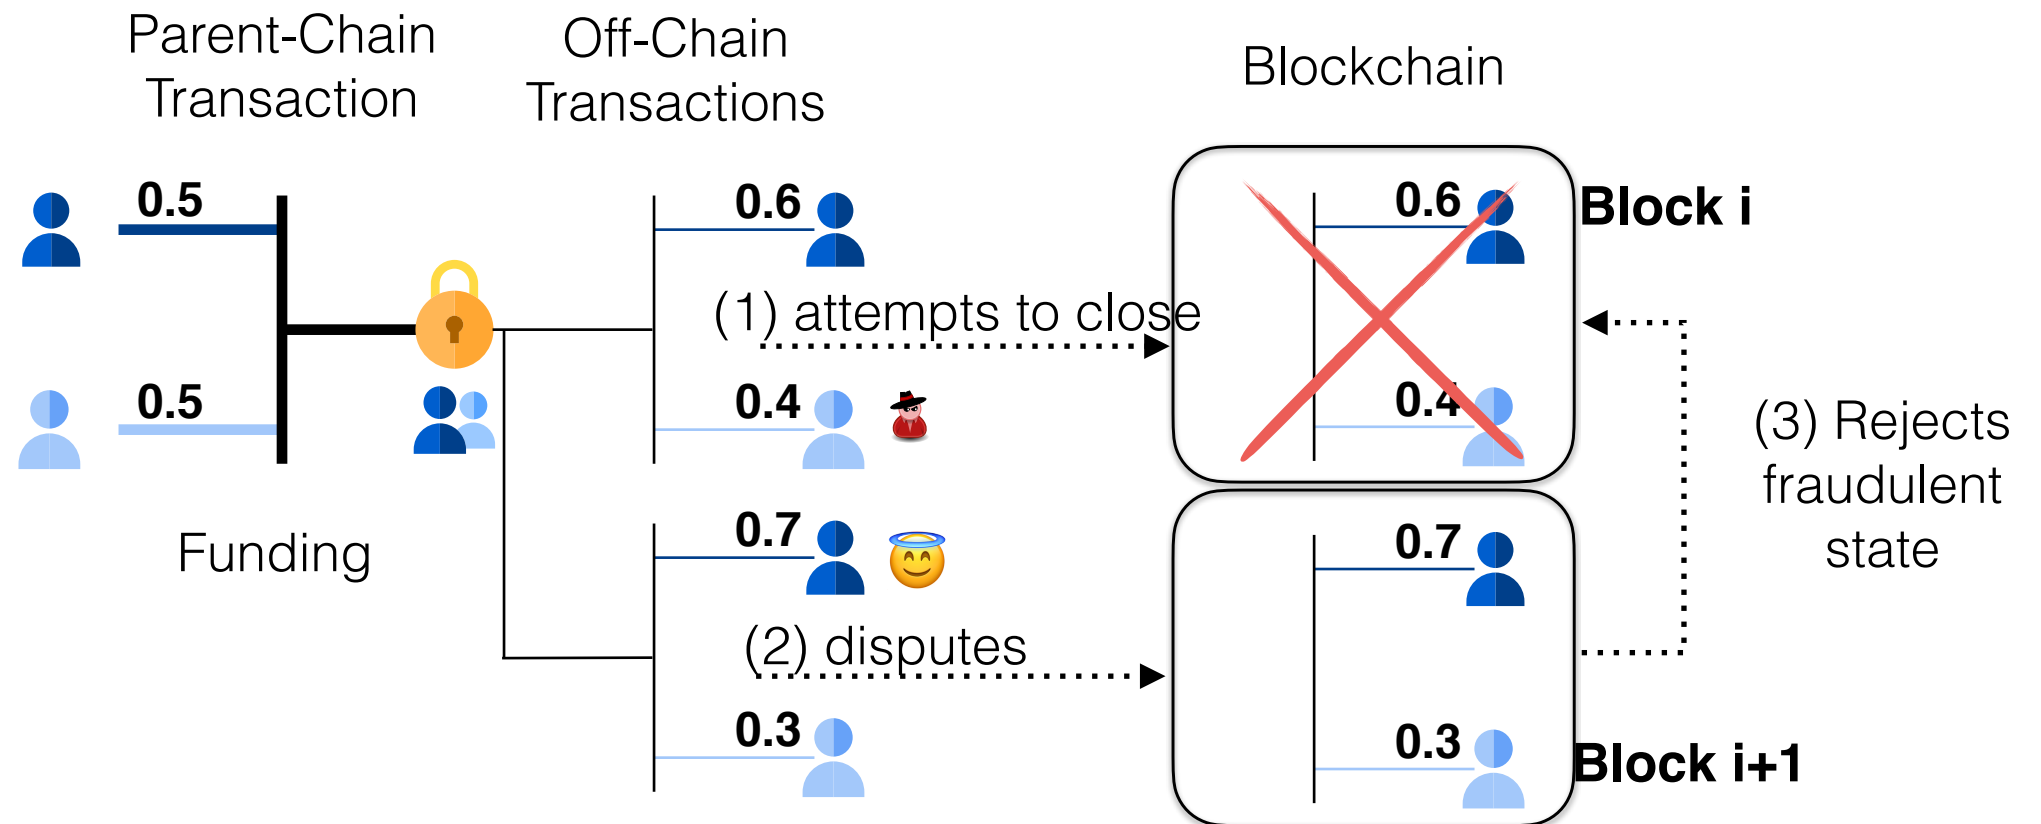 Parent-Chain
Transaction
Off-Chain
Transactions
Blockchain
0.5
0.6
0.6
Block i
(1) attempts to close
0.5
0.4
0.4
(3) Rejects
fraudulent
state
Funding
0.7
0.7
(2) disputes
0.3
0.3
Block i+1